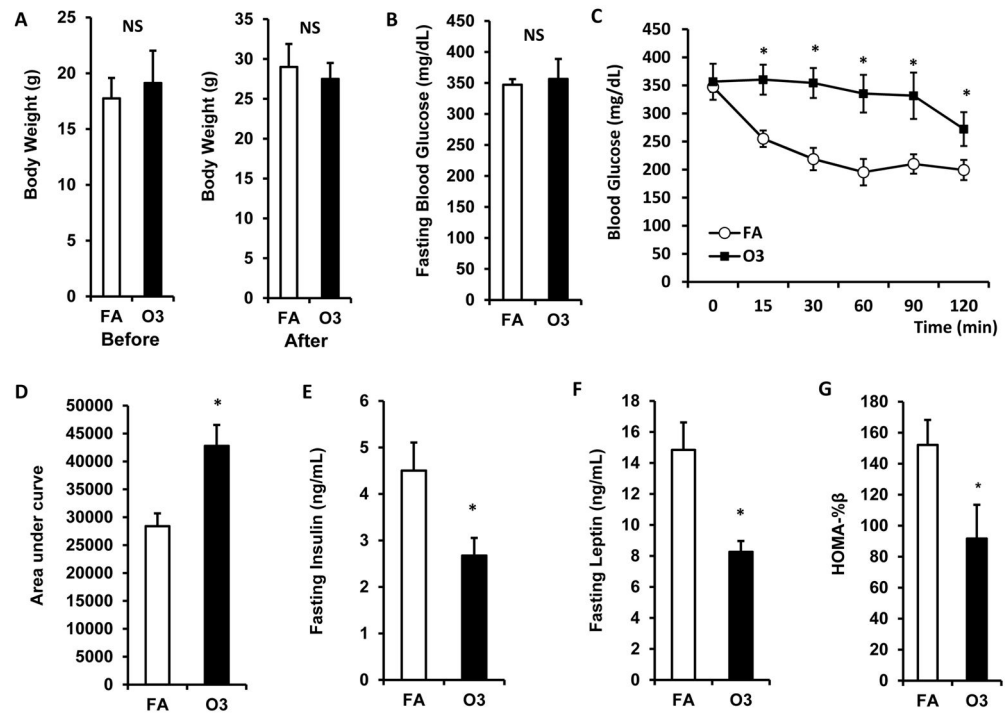 A
Body Weight (g)
25
20
15
10
5
0
NS
FA O3
Before
Body Weight (g)
35
30
25
20
15
10
5
0
NS
FA O3
After
B
Fasting Blood Glucose (mg/dL)
450
400
350
300
250
200
150
100
50
0
NS
FA O3
C
Blood Glucose (mg/dL)
450
400
350
300
250
200
150
100
50
0
* * * * *
FA
O3
0 15 30 60 90 120
Time (min)
D
Area under curve
50000
45000
40000
35000
30000
25000
20000
15000
10000
5000
0
*
FA O3
E
Fasting Insulin (ng/mL)
6
5
4
3
2
1
0
*
FA O3
F
Fasting Leptin (ng/mL)
18
16
14
12
10
8
6
4
2
0
*
FA O3
G
HOMA-%β
180
160
140
120
100
80
60
40
20
0
*
FA O3